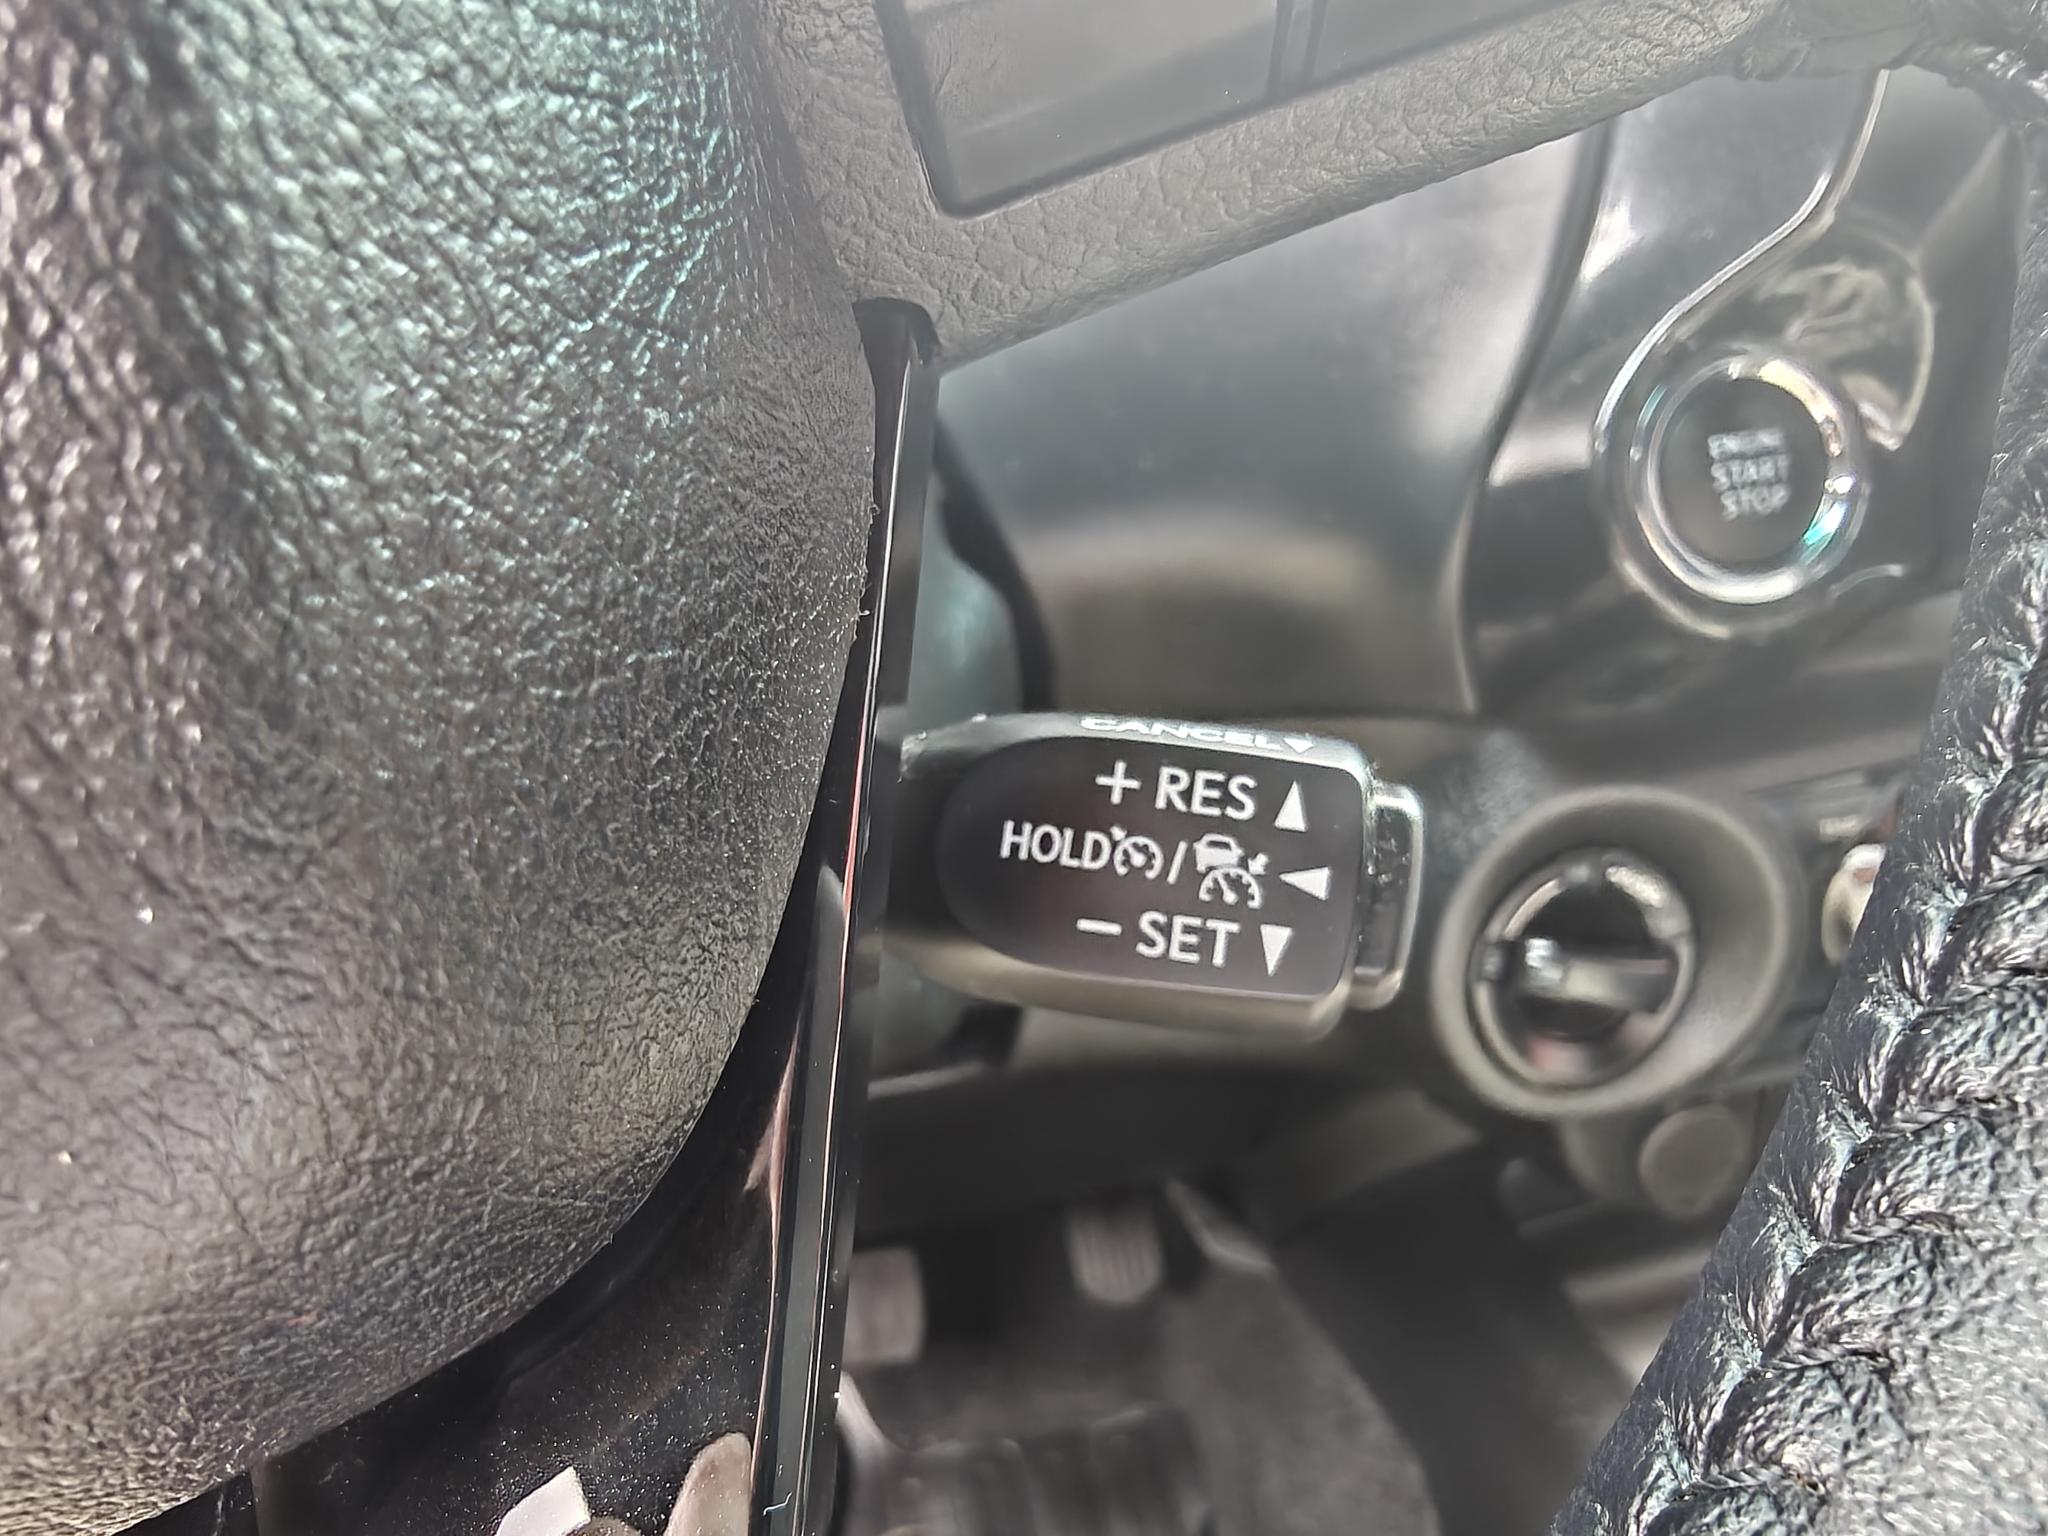 CANCEL
+ RES
HOLD /
− SET
ENGINE
START
STOP